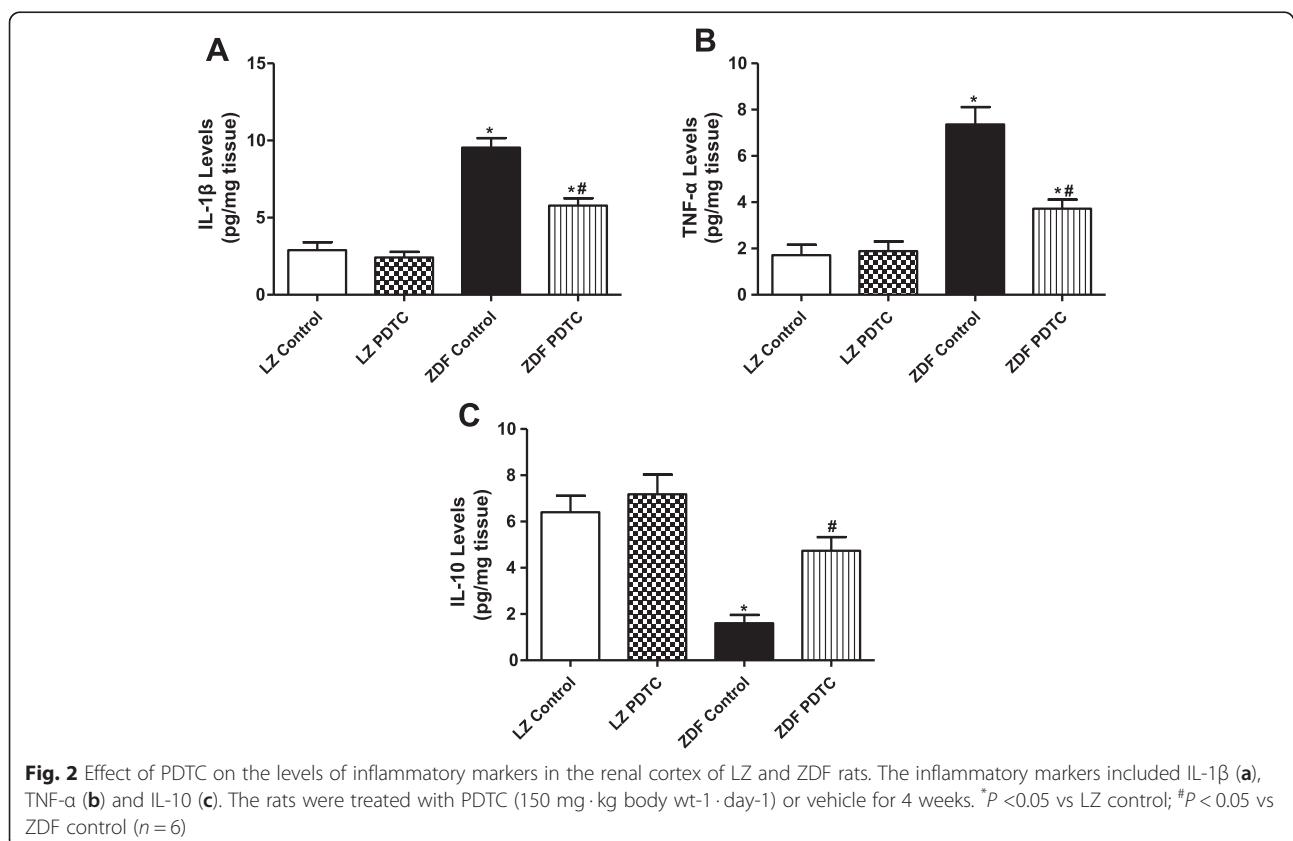 A
IL-1β Levels
(pg/mg tissue)
15
10
5
0
*
*#
LZ Control
LZ PDTC
ZDF Control
ZDF PDTC
B
TNF-α Levels
(pg/mg tissue)
10
8
6
4
2
0
*
*#
LZ Control
LZ PDTC
ZDF Control
ZDF PDTC
C
IL-10 Levels
(pg/mg tissue)
10
8
6
4
2
0
*
#
LZ Control
LZ PDTC
ZDF Control
ZDF PDTC
Fig. 2 Effect of PDTC on the levels of inflammatory markers in the renal cortex of LZ and ZDF rats. The inflammatory markers included IL-1β (a),
TNF-α (b) and IL-10 (c). The rats were treated with PDTC (150 mg · kg body wt-1 · day-1) or vehicle for 4 weeks. *P <0.05 vs LZ control; #P < 0.05 vs
ZDF control (n = 6)